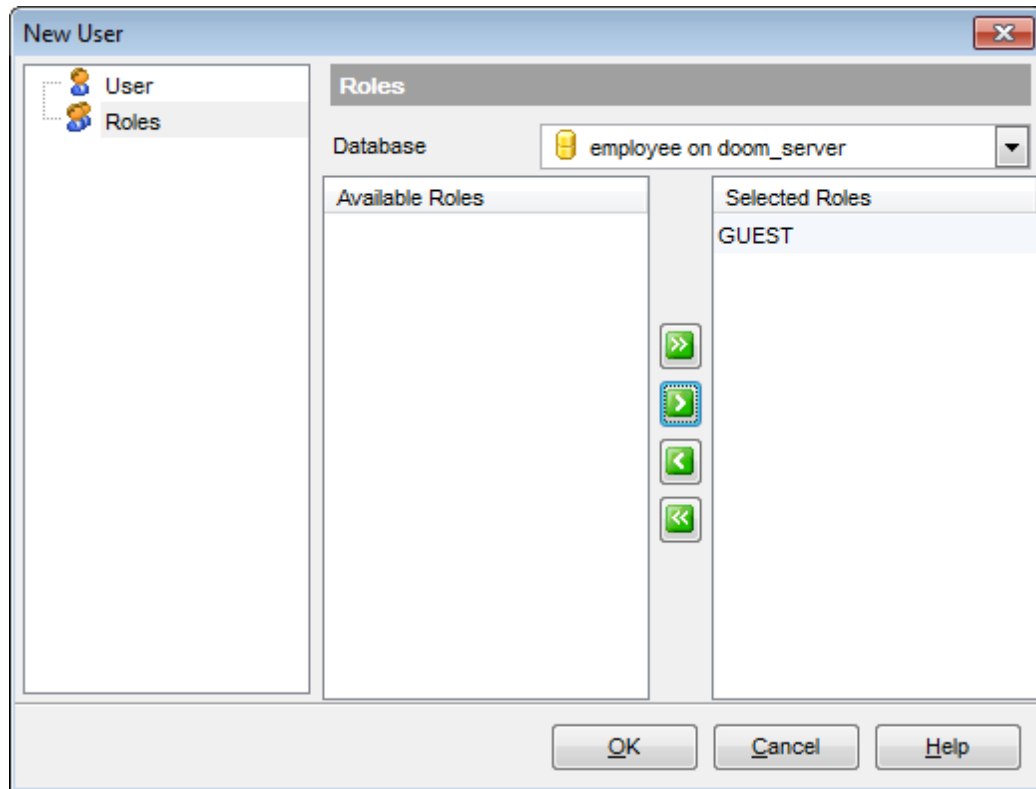 New User
User
Roles
Roles
Database
employee on doom_server
Available Roles
Selected Roles
GUEST
OK
Cancel
Help